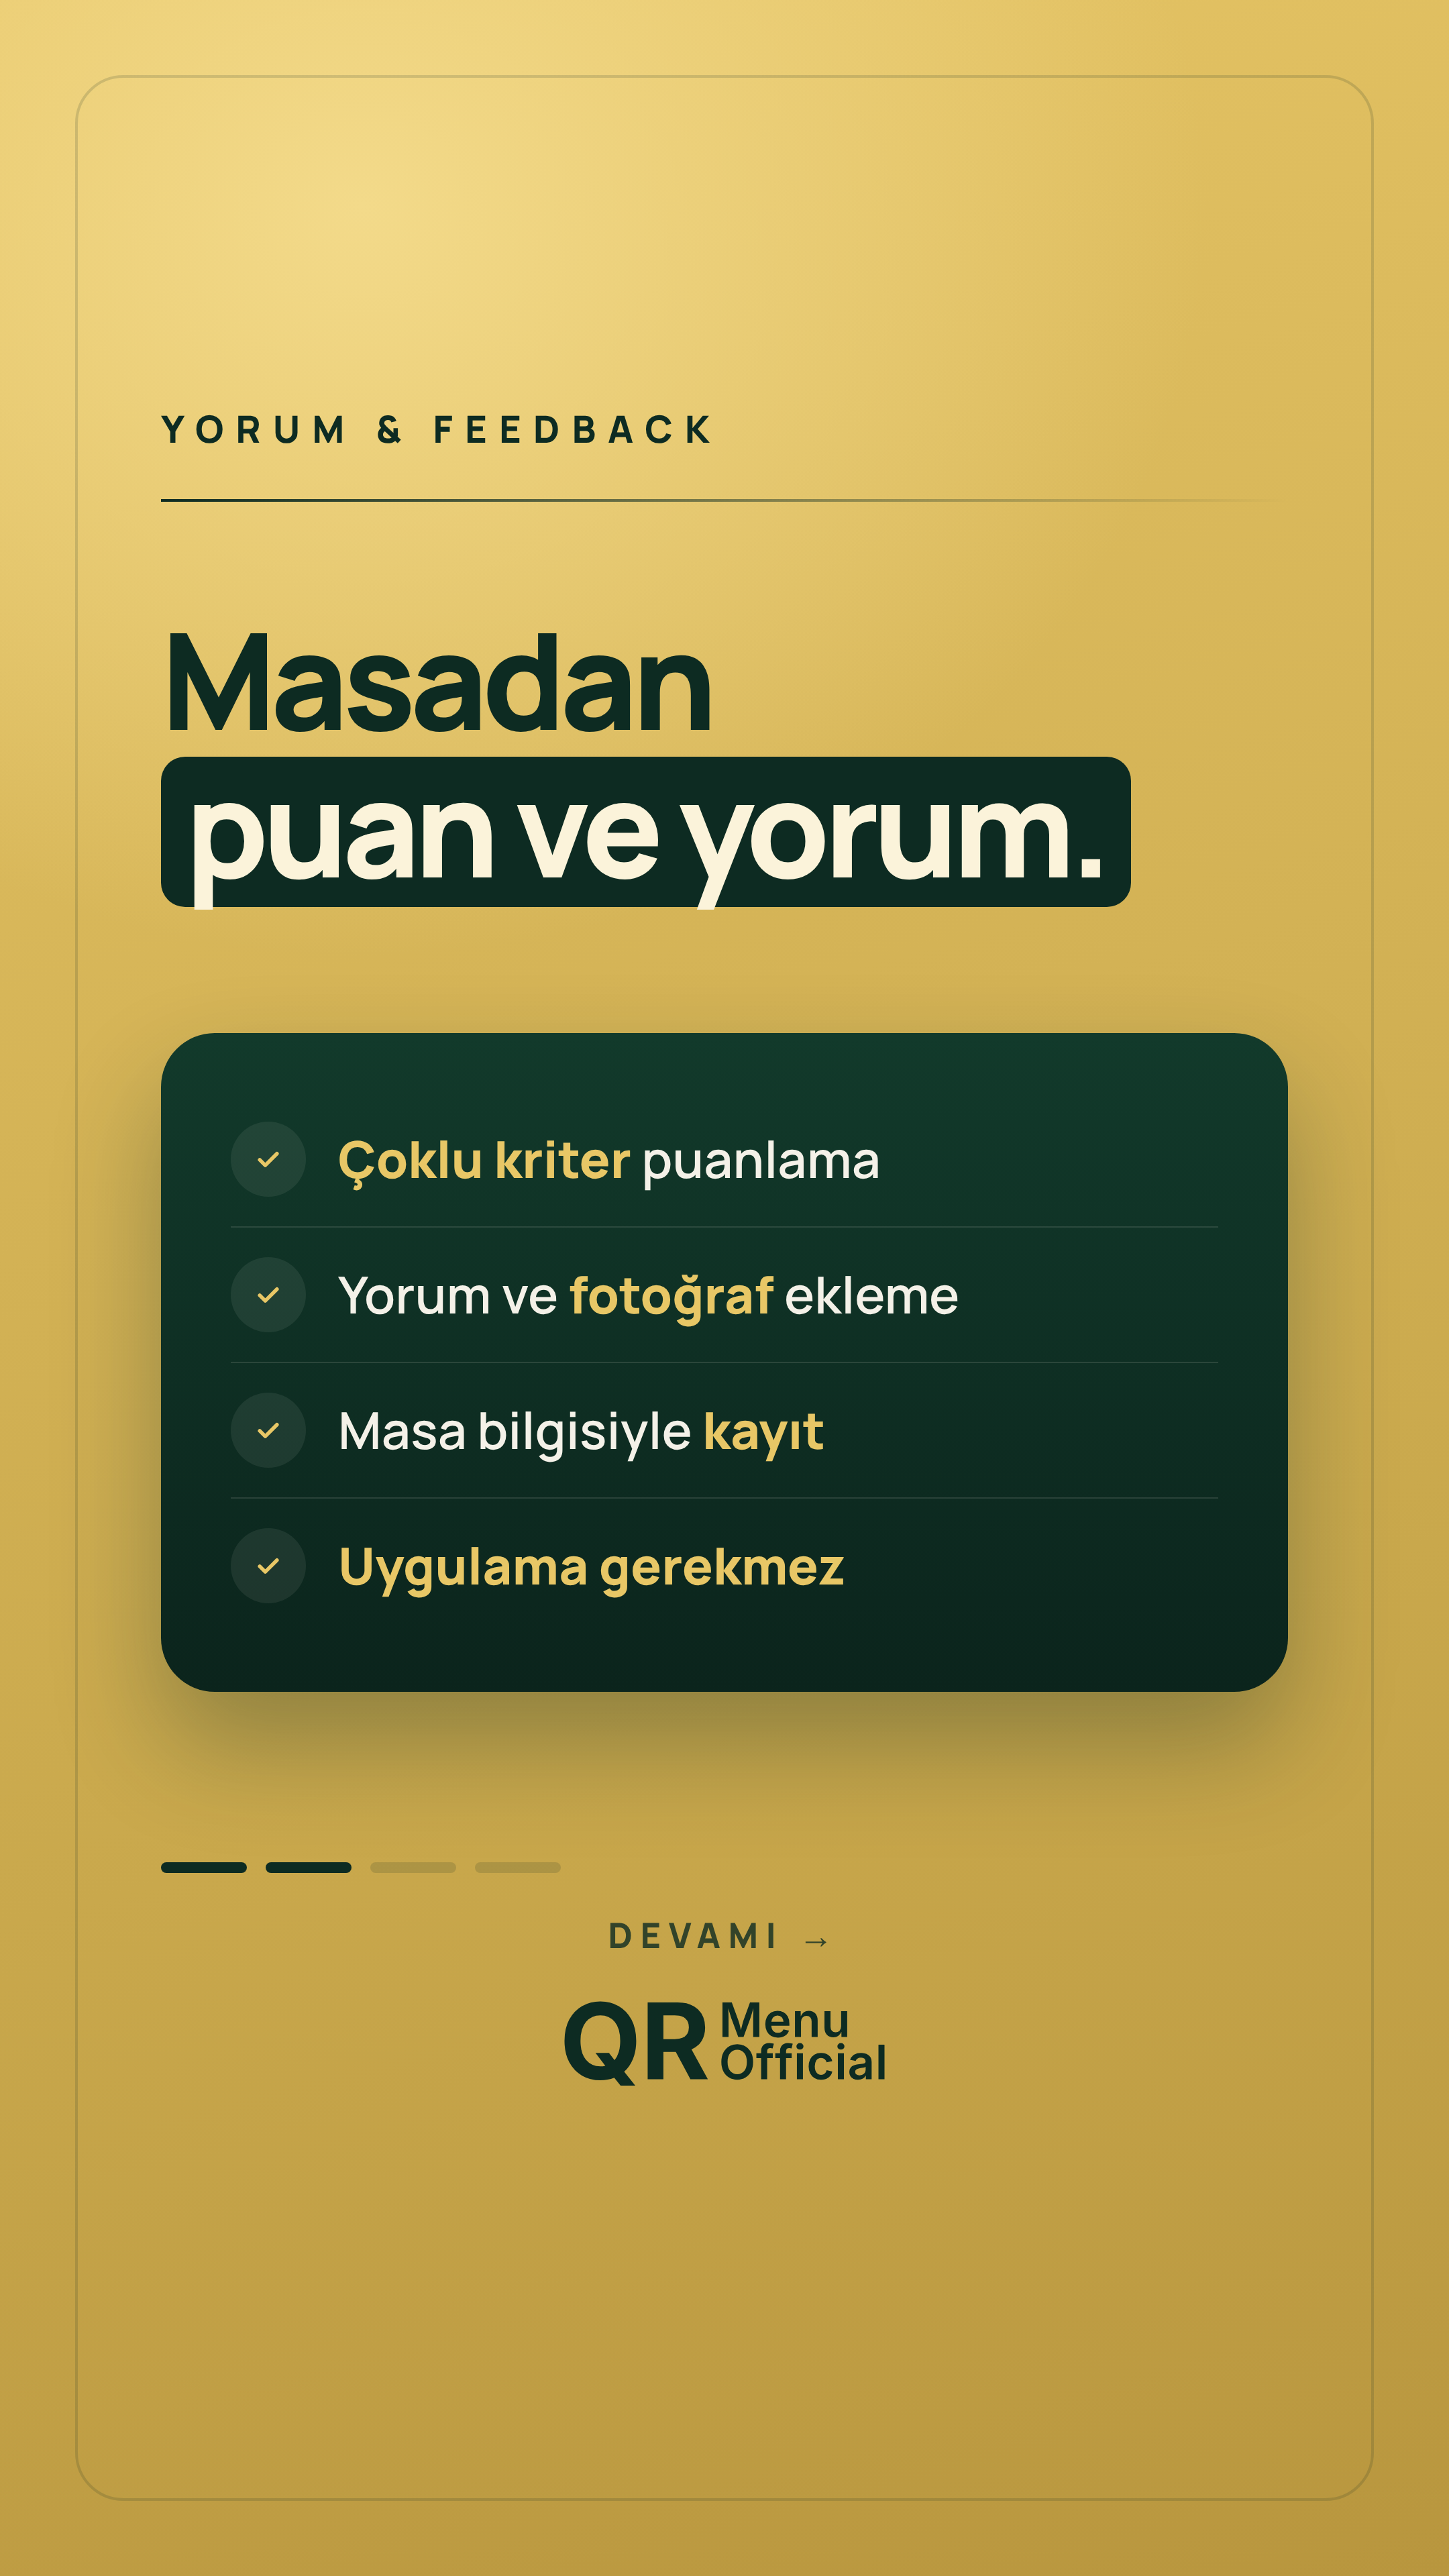 YORUM & FEEDBACK
Masadan
puan ve yorum.
Çoklu kriter puanlama
Yorum ve fotoğraf ekleme
Masa bilgisiyle kayıt
Uygulama gerekmez
DEVAMI →
QR Menu
Official